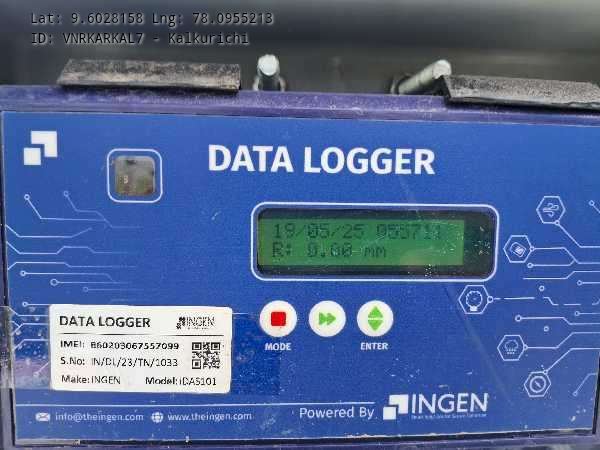 Lat: 9.6028158 Lng: 78.0955213
ID: VNRKARKAL7 - Kalkurichi
DATA LOGGER
19/05/25 055711
R: 0.00 mm
MODE
ENTER
DATA LOGGER INGEN
IMEI: 860203067557099
S.No: IN/DL/23/TN/1033
Make: INGEN Model: iDAS101
info@theingen.com www.theingen.com
Powered By INGEN